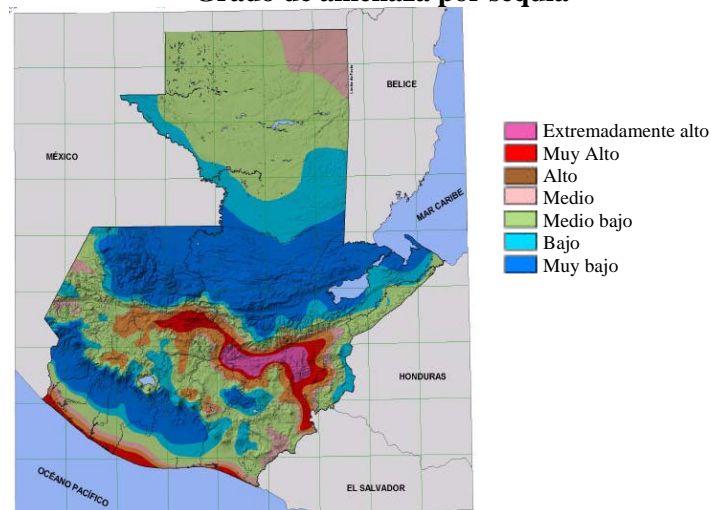 Grado de amenaza por sequía
BELICE
MÉXICO
MAR CARIBE
HONDURAS
EL SALVADOR
OCÉANO PACÍFICO
Extremadamente alto
Muy Alto
Alto
Medio
Medio bajo
Bajo
Muy bajo